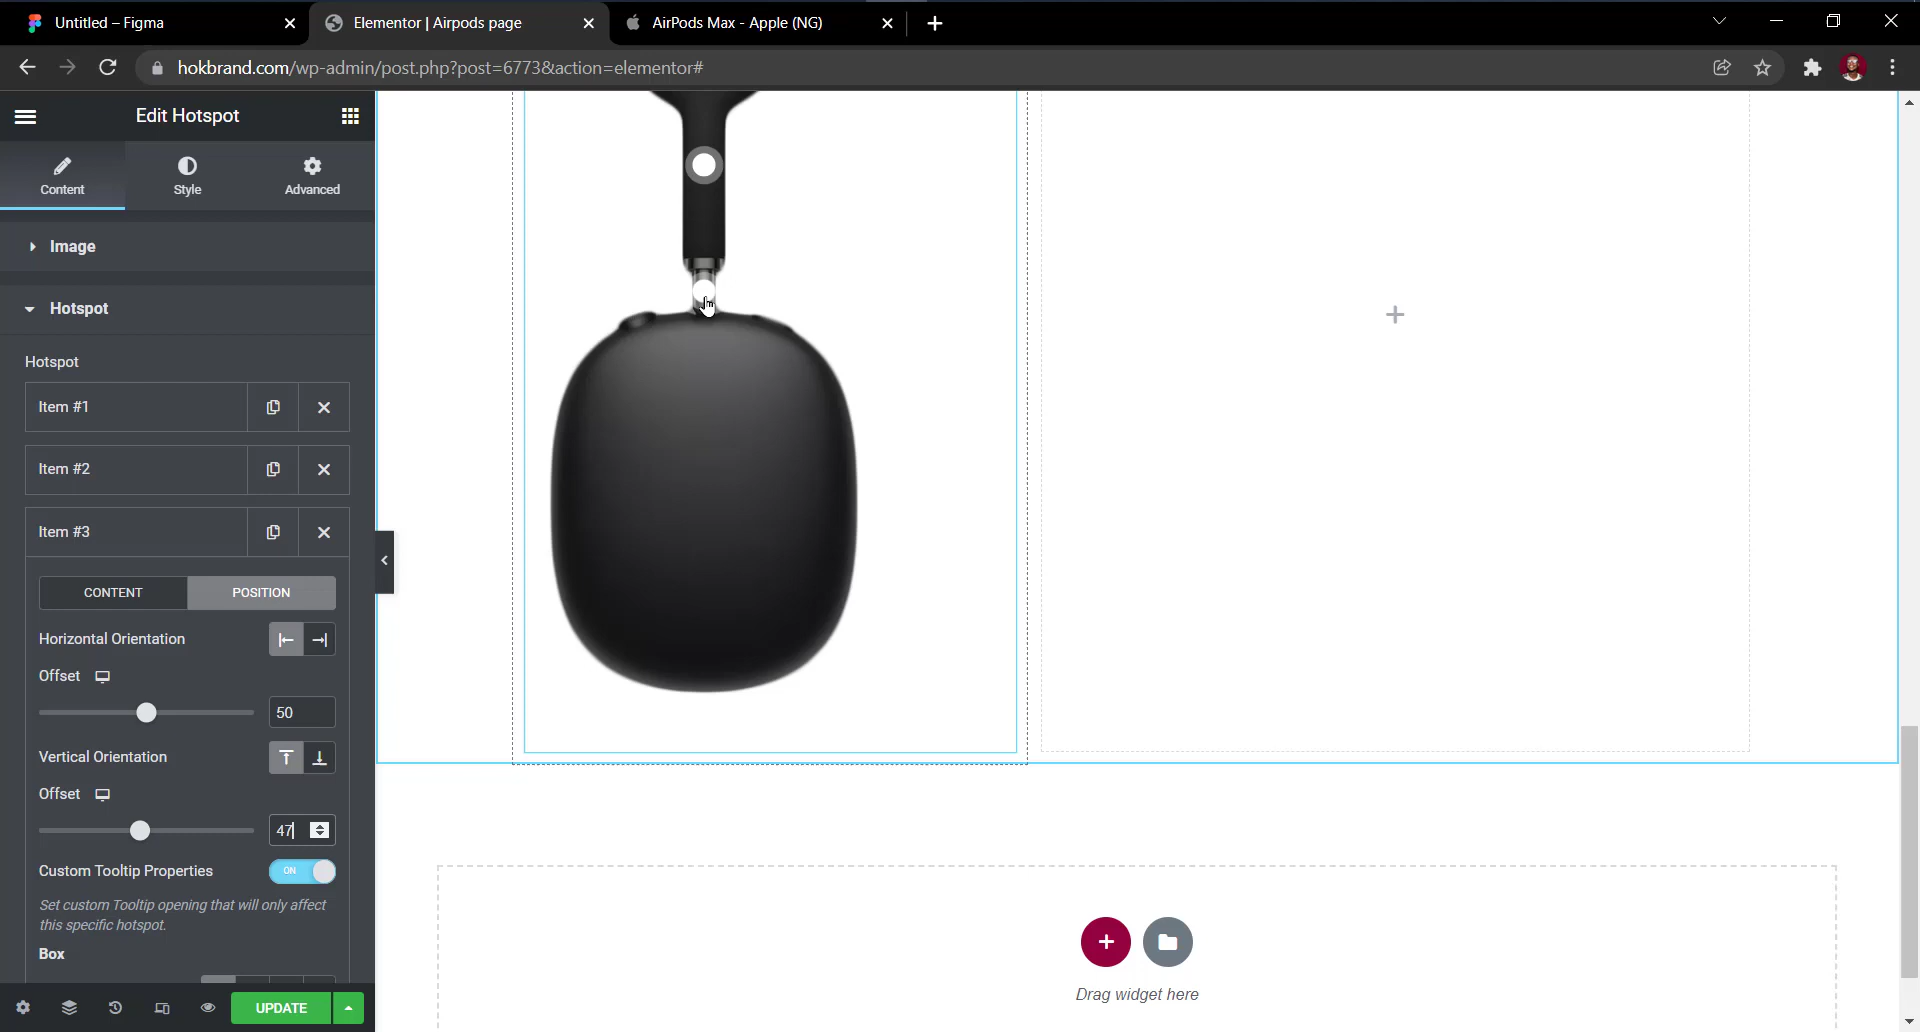 Untitled – Figma
Elementor | Airpods page
AirPods Max - Apple (NG)
hokbrand.com/wp-admin/post.php?post=6773&action=elementor#
Edit Hotspot
Content
Style
Advanced
Image
Hotspot
Hotspot
Item #1
Item #2
Item #3
CONTENT
POSITION
Horizontal Orientation
Offset
50
Vertical Orientation
Offset
47
Custom Tooltip Properties
ON
Set custom Tooltip opening that will only affect
this specific hotspot.
Box
UPDATE
Drag widget here